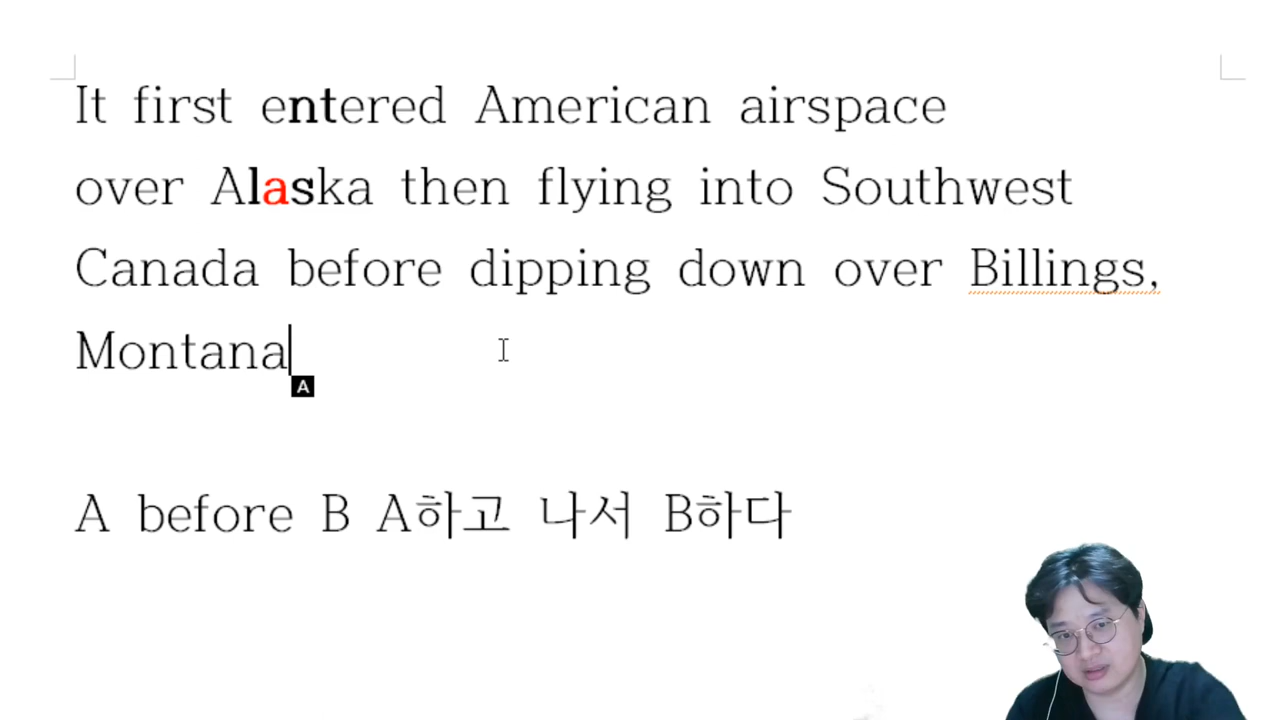 It first entered American airspace
over Alaska then flying into Southwest
Canada before dipping down over Billings,
Montana
A
A before B A하고 나서 B하다